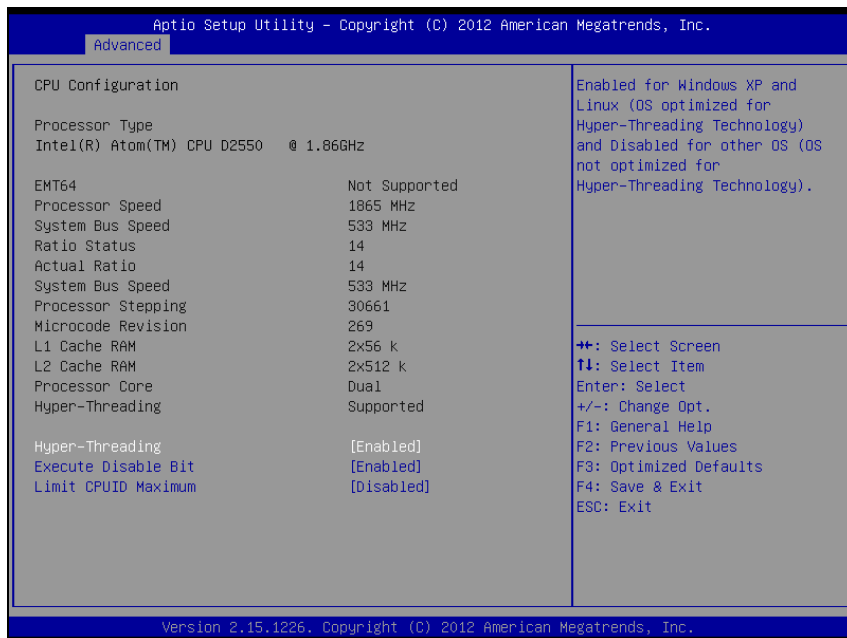 Aptio Setup Utility – Copyright (C) 2012 American Megatrends, Inc.
Advanced
CPU Configuration
Processor Type
Intel(R) Atom(TM) CPU D2550 @ 1.86GHz
EMT64 Not Supported
Processor Speed 1865 MHz
System Bus Speed 533 MHz
Ratio Status 14
Actual Ratio 14
System Bus Speed 533 MHz
Processor Stepping 30661
Microcode Revision 269
L1 Cache RAM 2x56 k
L2 Cache RAM 2x512 k
Processor Core Dual
Hyper-Threading Supported
Hyper-Threading [Enabled]
Execute Disable Bit [Enabled]
Limit CPUID Maximum [Disabled]
Enabled for Windows XP and
Linux (OS optimized for
Hyper-Threading Technology)
and Disabled for other OS (OS
not optimized for
Hyper-Threading Technology).
→←: Select Screen
↑↓: Select Item
Enter: Select
+/-: Change Opt.
F1: General Help
F2: Previous Values
F3: Optimized Defaults
F4: Save & Exit
ESC: Exit
Version 2.15.1226. Copyright (C) 2012 American Megatrends, Inc.